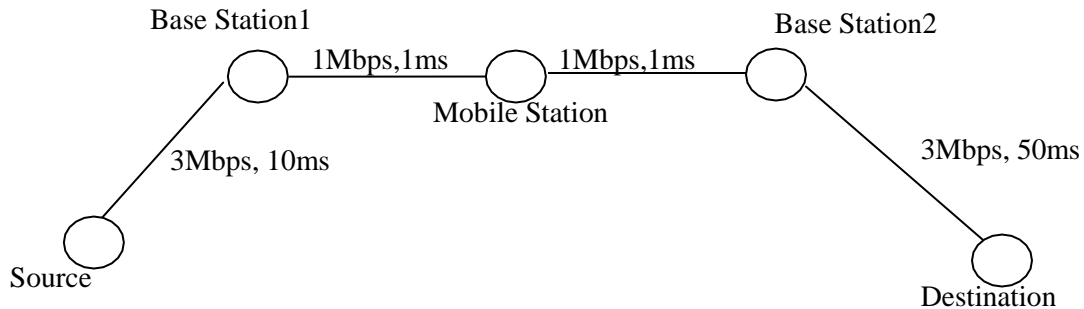 Base Station1
Base Station2
1Mbps,1ms
1Mbps,1ms
Mobile Station
3Mbps, 10ms
3Mbps, 50ms
Source
Destination